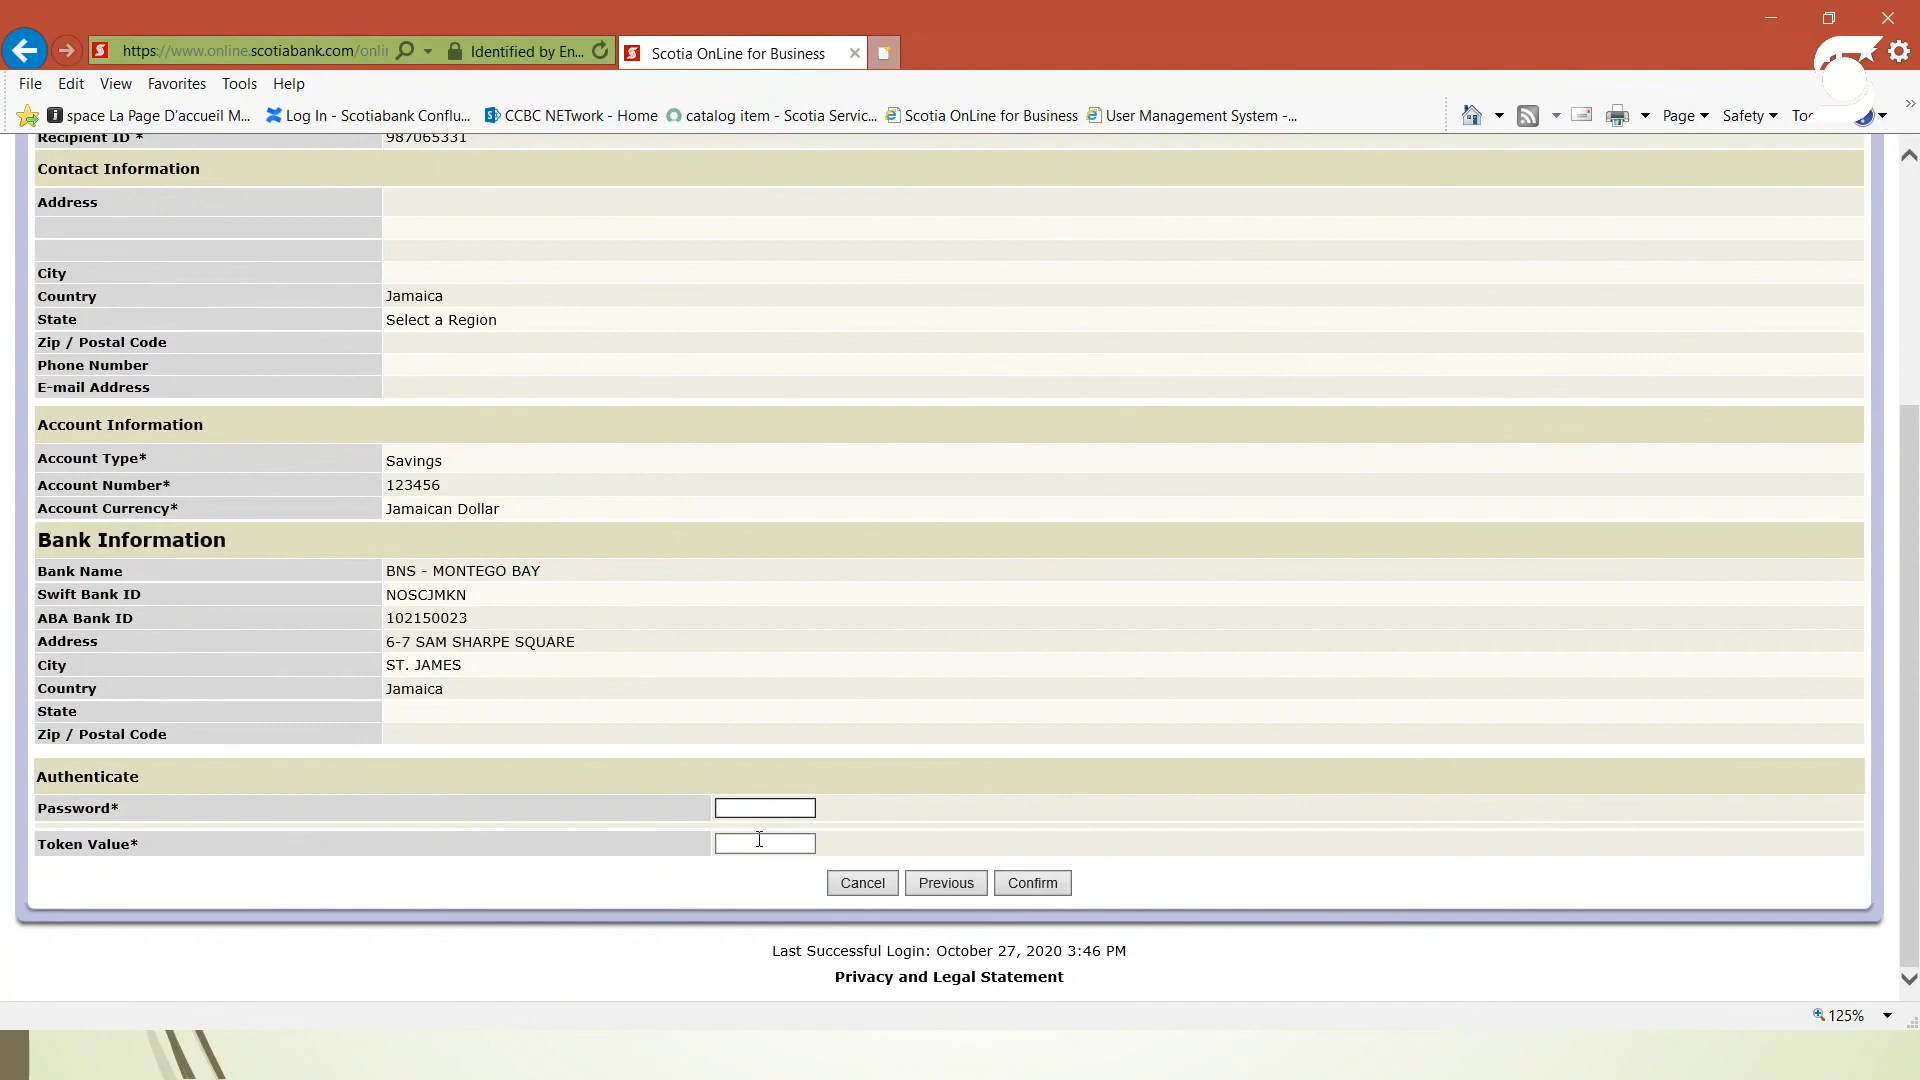 https://www.online.scotiabank.com/onli
Identified by En...
Scotia OnLine for Business
File Edit View Favorites Tools Help
space La Page D'accueil M... Log In - Scotiabank Conflu... CCBC NETwork - Home catalog item - Scotia Servic... Scotia OnLine for Business User Management System -... Page Safety
Recipient ID * 987065331
Contact Information
Address
City
Country Jamaica
State Select a Region
Zip / Postal Code
Phone Number
E-mail Address
Account Information
Account Type* Savings
Account Number* 123456
Account Currency* Jamaican Dollar
Bank Information
Bank Name BNS - MONTEGO BAY
Swift Bank ID NOSCJMKN
ABA Bank ID 102150023
Address 6-7 SAM SHARPE SQUARE
City ST. JAMES
Country Jamaica
State
Zip / Postal Code
Authenticate
Password*
Token Value*
Cancel Previous Confirm
Last Successful Login: October 27, 2020 3:46 PM
Privacy and Legal Statement
125%